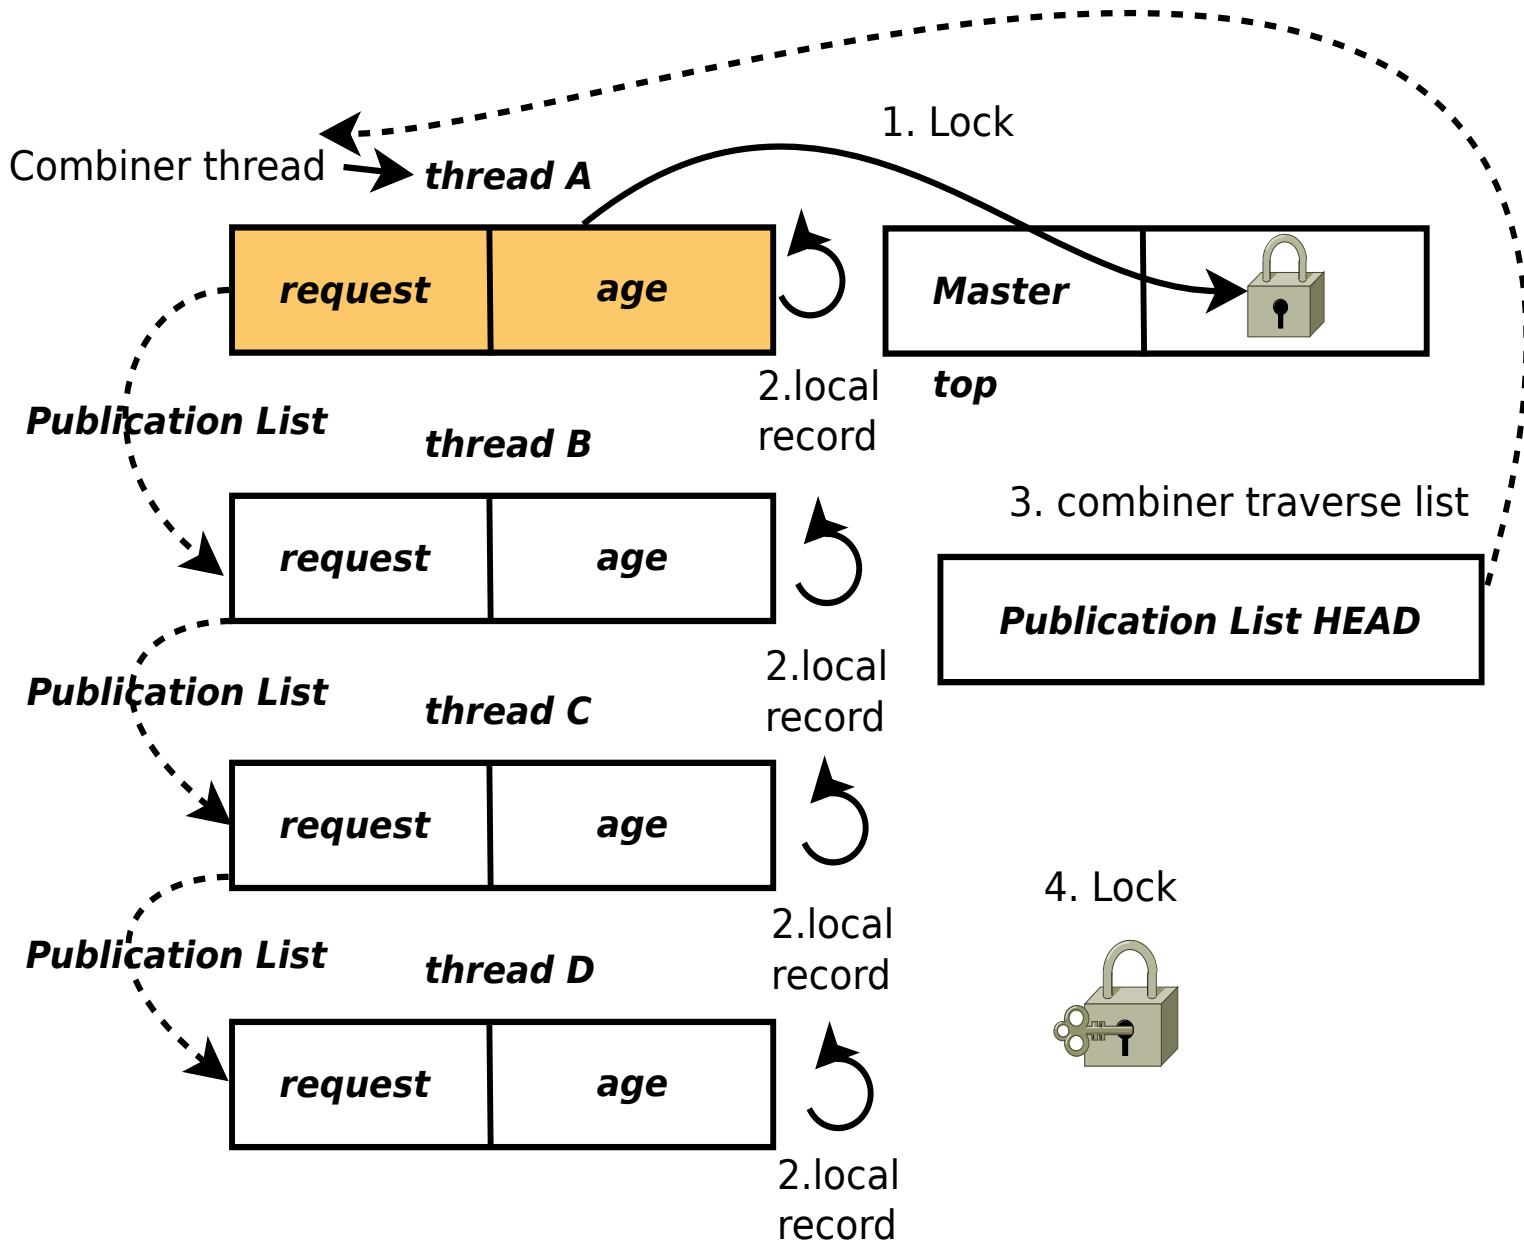 1. Lock
Combiner thread
thread A
request
age
Master
top
2.local
record
Publication List
thread B
3. combiner traverse list
request
age
Publication List HEAD
2.local
record
Publication List
thread C
request
age
4. Lock
2.local
record
Publication List
thread D
request
age
2.local
record